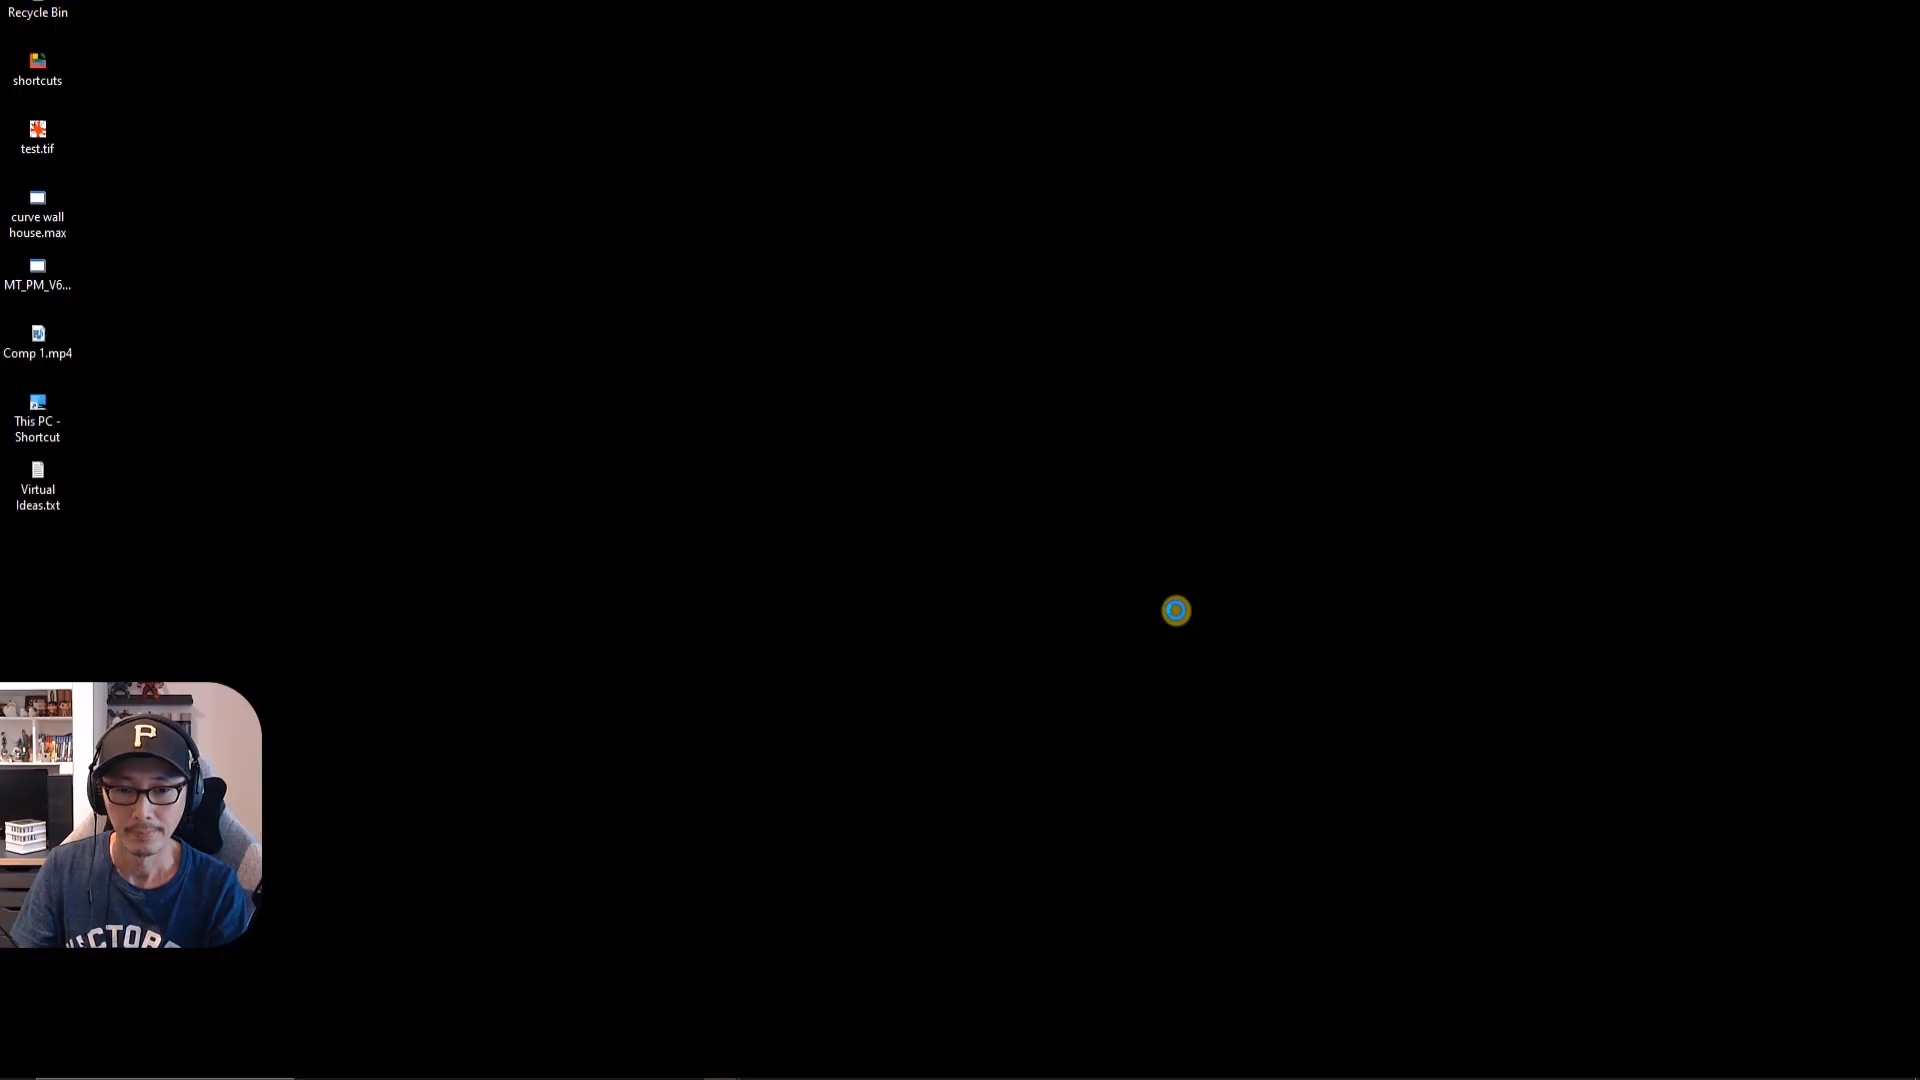 Recycle Bin
shortcuts
test.tif
curve wall
house.max
MT_PM_V6...
Comp 1.mp4
This PC -
Shortcut
Virtual
Ideas.txt
P